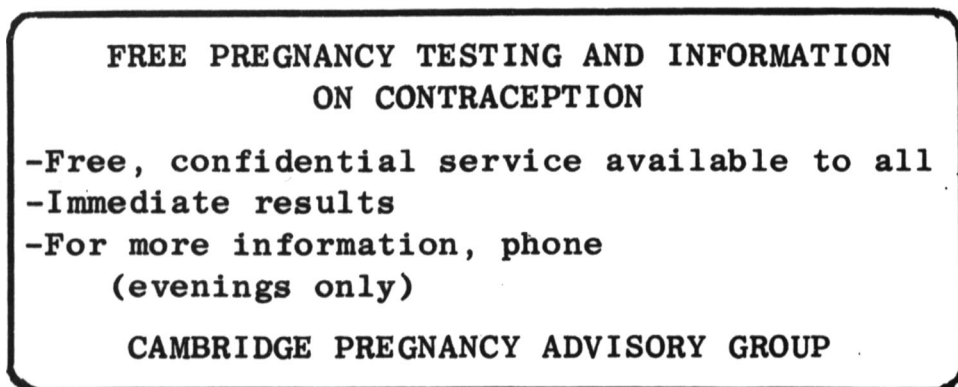 FREE PREGNANCY TESTING AND INFORMATION
ON CONTRACEPTION
-Free, confidential service available to all
-Immediate results
-For more information, phone
(evenings only)
CAMBRIDGE PREGNANCY ADVISORY GROUP